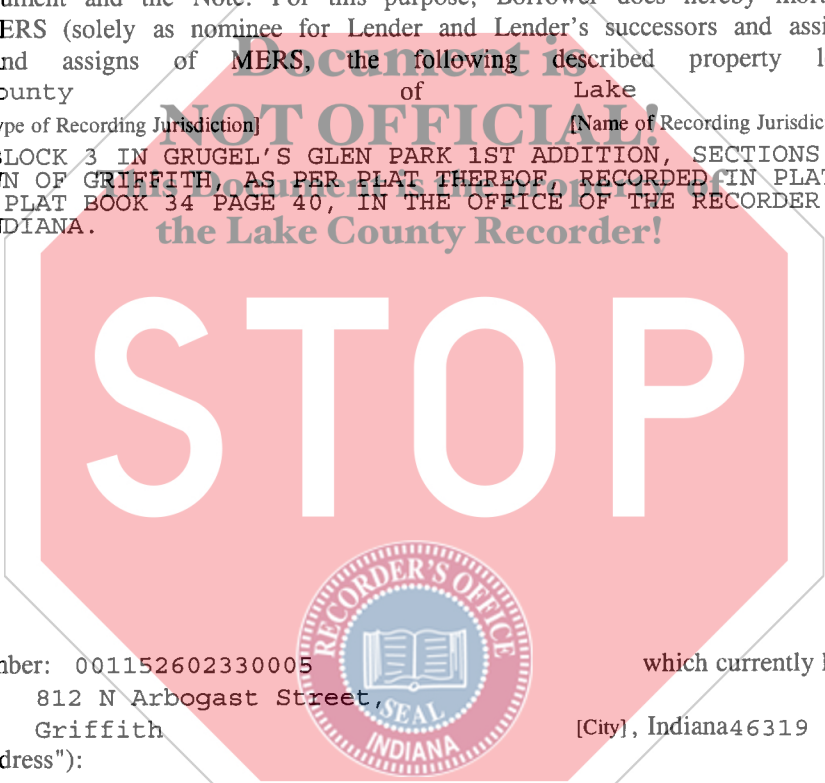 ument and the Note. For this purpose, Borrower does hereby mort
ERS (solely as nominee for Lender and Lender's successors and assi
nd assigns of MERS, the following described property l
Document is
ounty of Lake
NOT OFFICIAL!
ype of Recording Jurisdiction] [Name of Recording Jurisdic
BLOCK 3 IN GRUGEL'S GLEN PARK 1ST ADDITION, SECTIONS
WN OF GRIFFITH, AS PER PLAT THEREOF, RECORDED IN PLAT
This Document is the property of
PLAT BOOK 34 PAGE 40, IN THE OFFICE OF THE RECORDER
NDIANA.
the Lake County Recorder!
STOP
RECORDER'S OFFICE
mber: 001152602330005 which currently
812 N Arbogast Street,
SEAL
Griffith [City], Indiana46319
INDIANA
dress"):